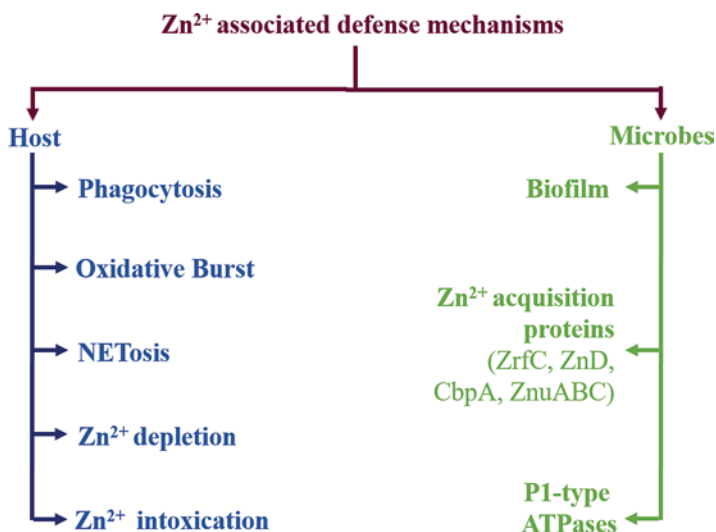 Zn²⁺ associated defense mechanisms
Host
Phagocytosis
Oxidative Burst
NETosis
Zn²⁺ depletion
Zn²⁺ intoxication
Microbes
Biofilm
Zn²⁺ acquisition
proteins
(ZrfC, ZnD,
CbpA, ZnuABC)
P1-type
ATPases